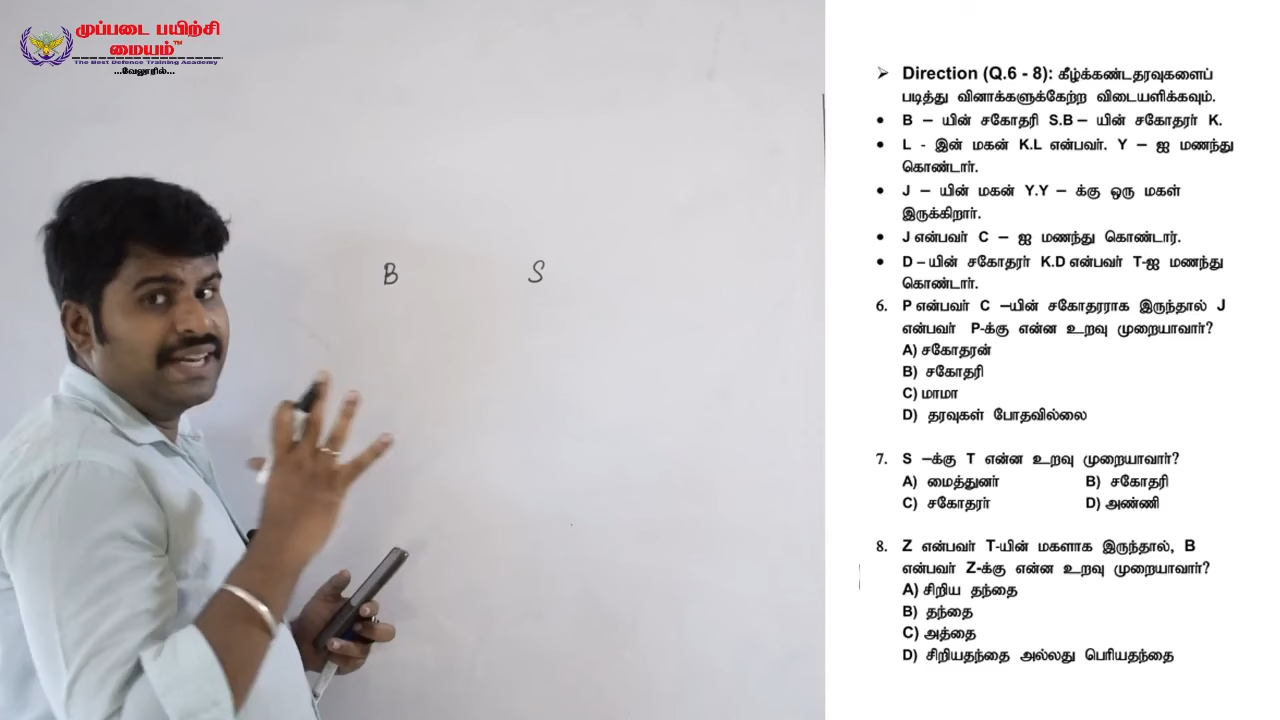 முப்படை பயிற்சி
மையம்™
The Best Defence Training Academy
...வேலூரில்...
B S
➢ Direction (Q.6 - 8): கீழ்க்கண்டதரவுகளைப்
படித்து வினாக்களுக்கேற்ற விடையளிக்கவும்.
• B – யின் சகோதரி S.B – யின் சகோதரர் K.
• L - இன் மகன் K.L என்பவர். Y – ஐ மணந்து
கொண்டார்.
• J – யின் மகன் Y.Y – க்கு ஒரு மகள்
இருக்கிறார்.
• J என்பவர் C – ஐ மணந்து கொண்டார்.
• D – யின் சகோதரர் K.D என்பவர் T-ஐ மணந்து
கொண்டார்.
6. P என்பவர் C –யின் சகோதரராக இருந்தால் J
என்பவர் P-க்கு என்ன உறவு முறையாவார்?
A) சகோதரன்
B) சகோதரி
C) மாமா
D) தரவுகள் போதவில்லை
7. S –க்கு T என்ன உறவு முறையாவார்?
A) மைத்துனர் B) சகோதரி
C) சகோதரர் D) அண்ணி
8. Z என்பவர் T-யின் மகளாக இருந்தால், B
என்பவர் Z-க்கு என்ன உறவு முறையாவார்?
A) சிறிய தந்தை
B) தந்தை
C) அத்தை
D) சிறியதந்தை அல்லது பெரியதந்தை